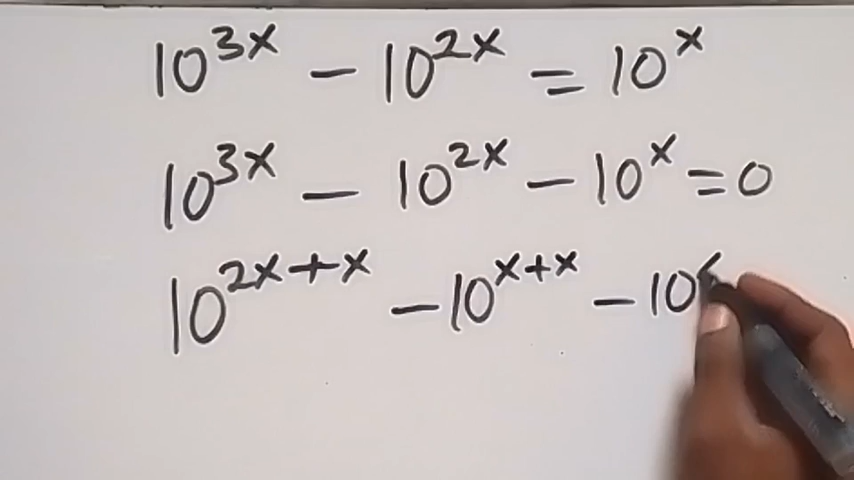 10^{3x} - 10^{2x} = 10^{x}
10^{3x} - 10^{2x} - 10^{x} = 0
10^{2x+x} - 10^{x+x} - 10